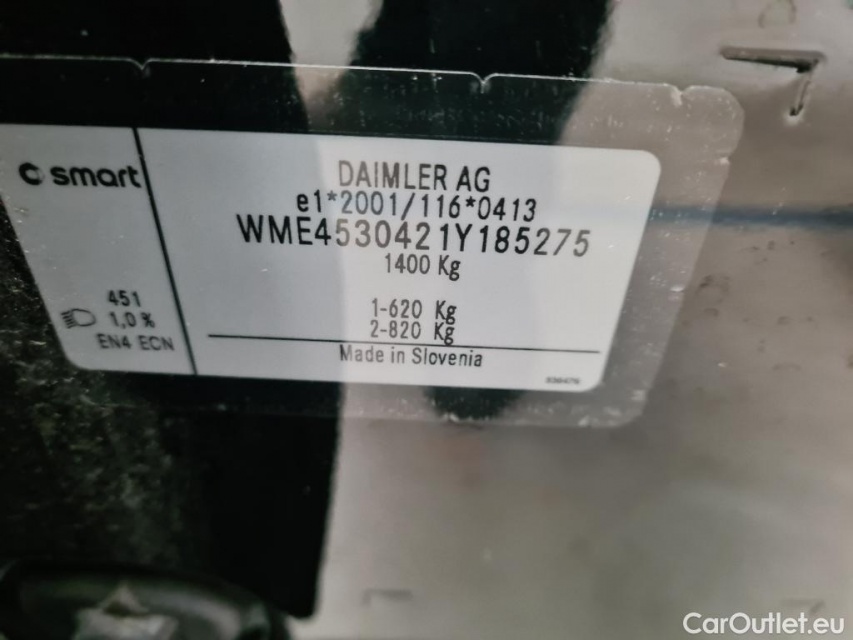 smart
DAIMLER AG
e1*2001/116*0413
WME4530421Y185275
1400 Kg
1-620 Kg
2-820 Kg
451
1,0 %
EN4 ECN
Made in Slovenia
CarOutlet.eu